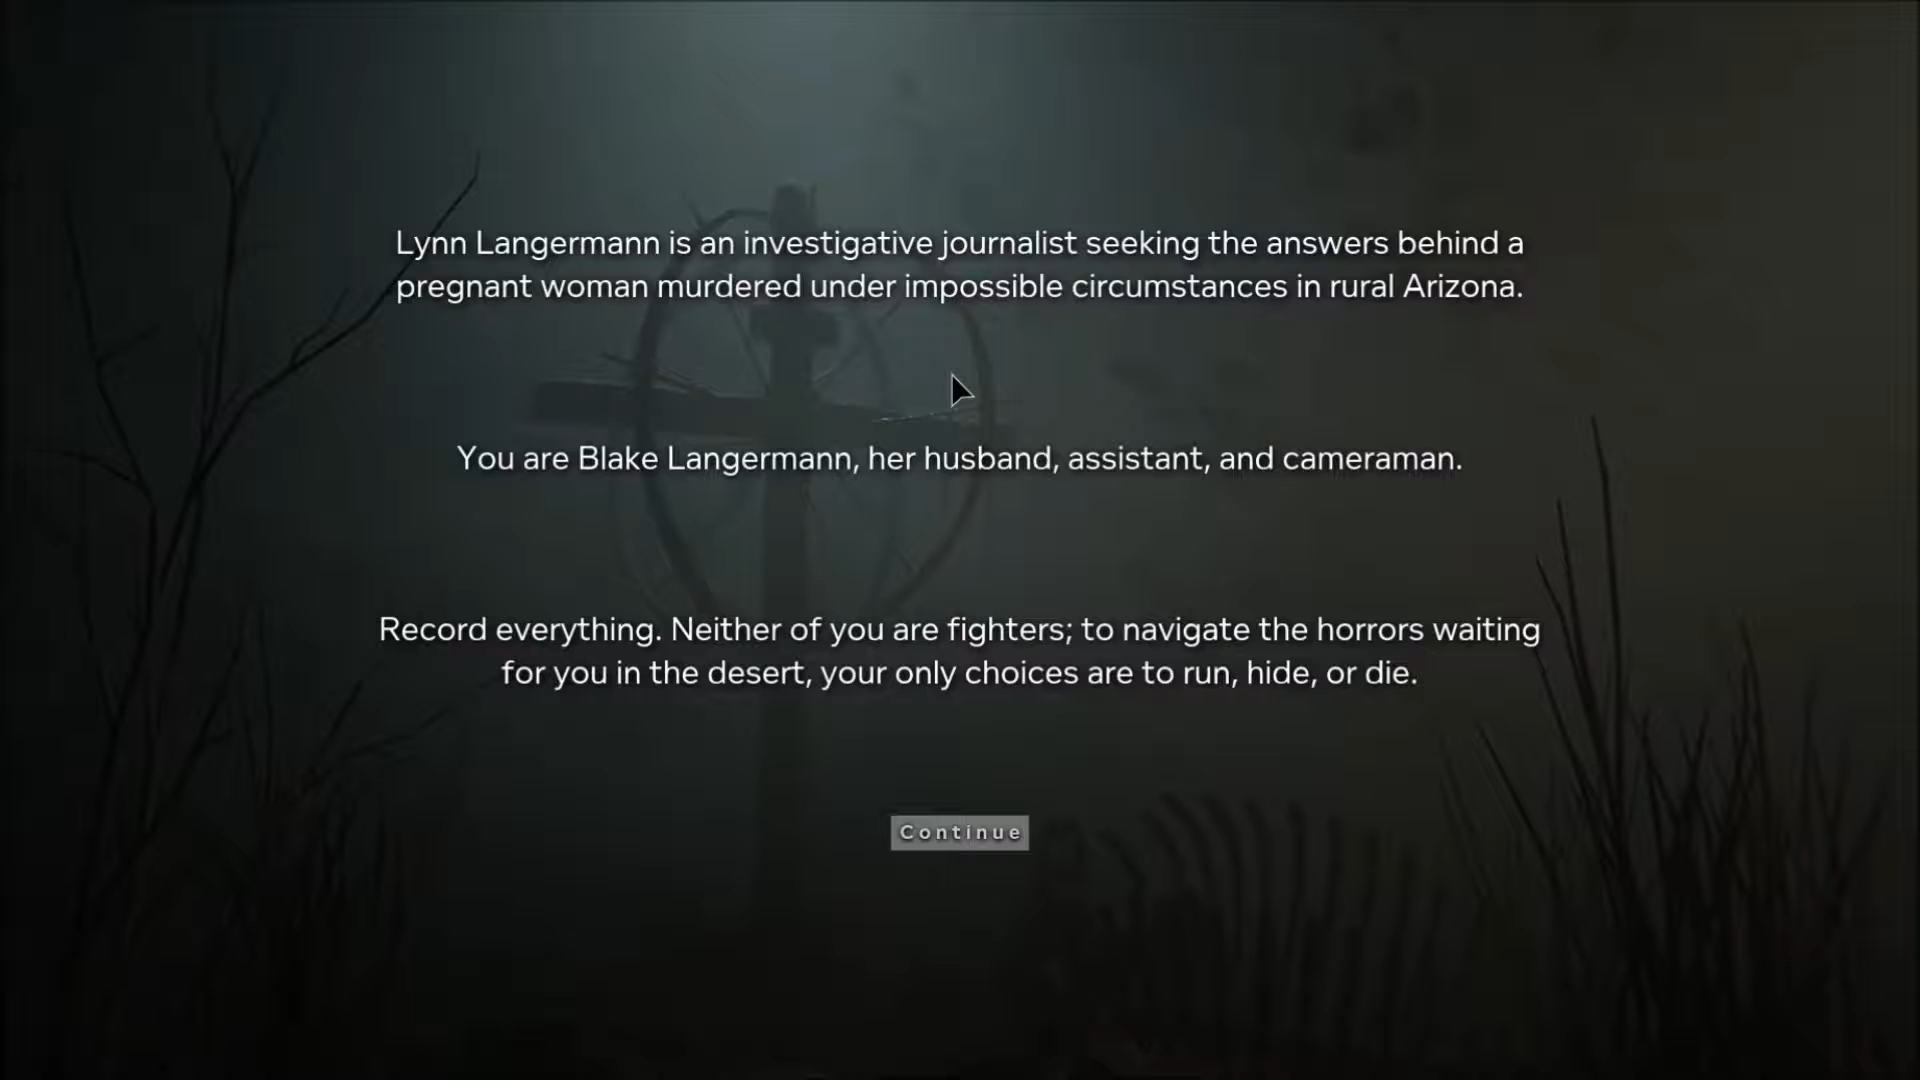 Lynn Langermann is an investigative journalist seeking the answers behind a
pregnant woman murdered under impossible circumstances in rural Arizona.
You are Blake Langermann, her husband, assistant, and cameraman.
Record everything. Neither of you are fighters; to navigate the horrors waiting
for you in the desert, your only choices are to run, hide, or die.
Continue